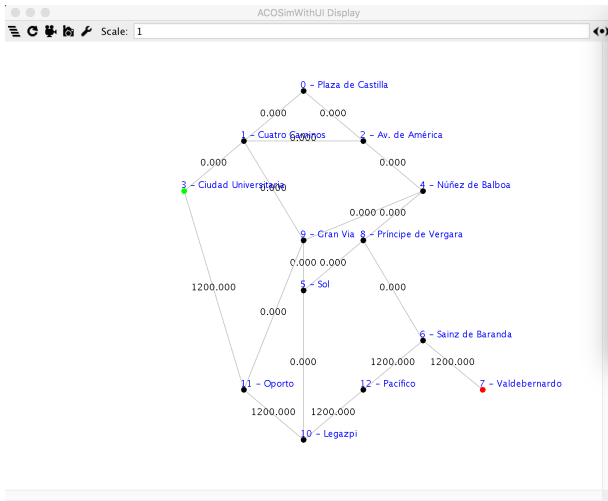 ACOSimWithUI Display
Scale: 1
0 – Plaza de Castilla
0.000 0.000
1 – Cuatro Caminos
2 – Av. de América
0.000
0.000 0.000
3 – Ciudad Universitaria
0.000
4 – Núñez de Balboa
0.000 0.000
9 – Gran Via
8 – Príncipe de Vergara
0.000 0.000
5 – Sol
1200.000 0.000
0.000
6 – Sainz de Baranda
0.000 1200.000 1200.000
11 – Oporto
12 – Pacífico
7 – Valdebernardo
1200.000 1200.000
10 – Legazpi